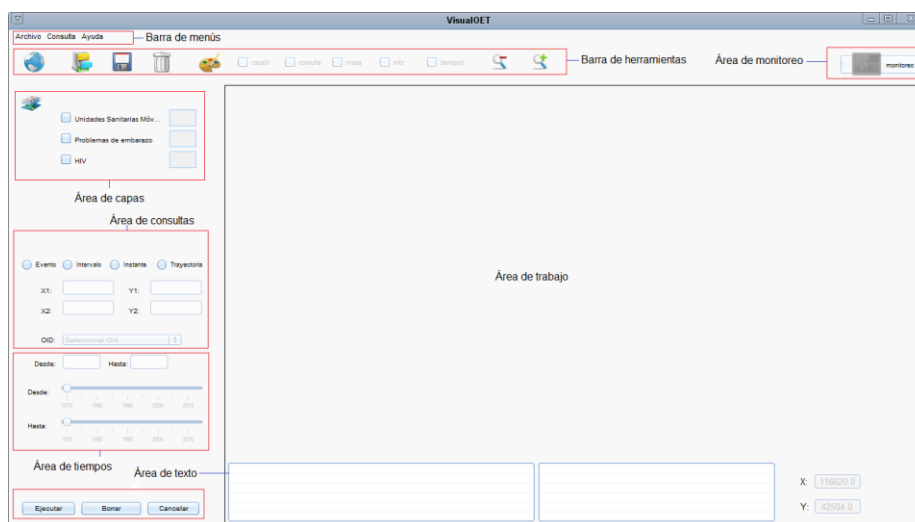 VisualOET
Archivo Consulta Ayuda
Barra de menús
capa/s
consulta
mapa
mbr
tiempo/s
Barra de herramientas
Área de monitoreo
monitoreo
Unidades Sanitarias Móv...
Problemas de embarazo
HIV
Área de capas
Área de consultas
Evento Intervalo Instante Trayectoria
X1: Y1:
X2: Y2:
OID: Seleccionar Oid
Área de trabajo
Desde: Hasta:
Desde:
1970 1980 1990 2000 2010
Hasta:
1970 1980 1990 2000 2010
Área de tiempos
Área de texto
X: 116620.0
Y: 42504.0
Ejecutar Borrar Cancelar